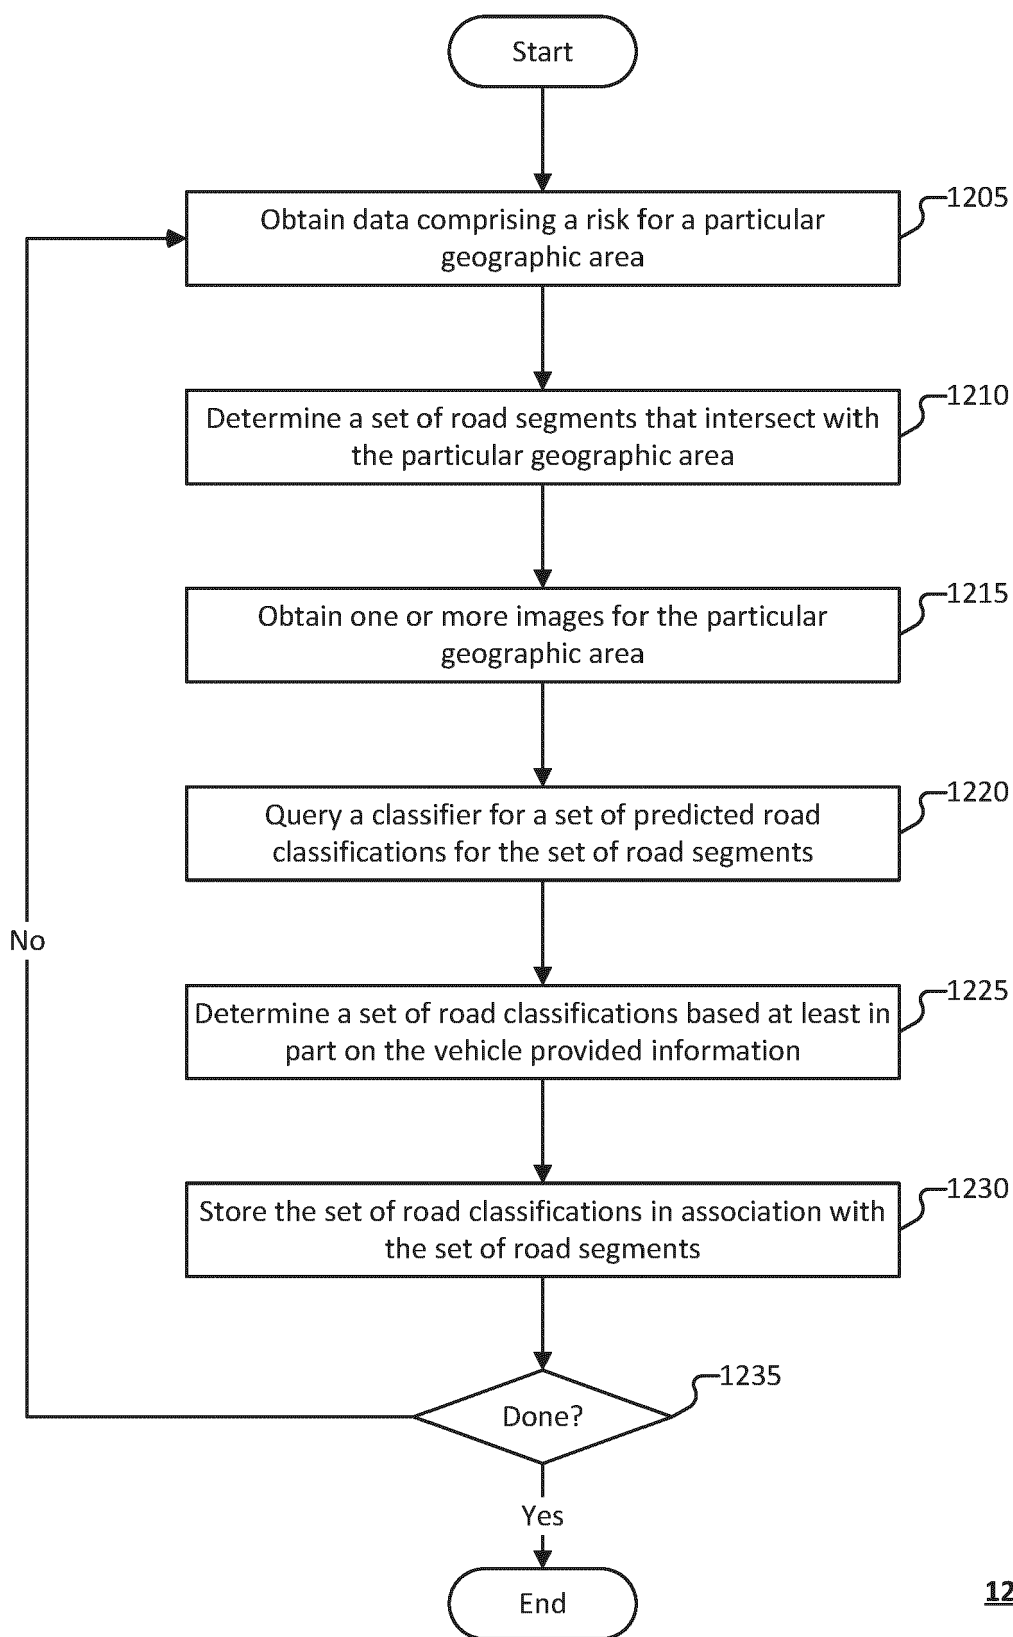 Start
1205
Obtain data comprising a risk for a particular
geographic area
1210
Determine a set of road segments that intersect with
the particular geographic area
1215
Obtain one or more images for the particular
geographic area
1220
Query a classifier for a set of predicted road
classifications for the set of road segments
No
1225
Determine a set of road classifications based at least in
part on the vehicle provided information
1230
Store the set of road classifications in association with
the set of road segments
1235
Done?
Yes
End
12